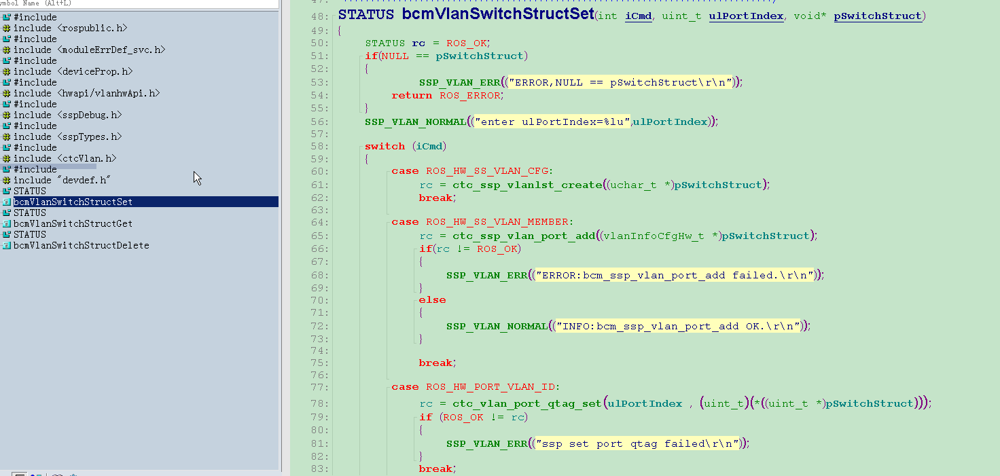 ymbol Name (Alt+L)
#include
include <rospublic.h>
#include
include <moduleErrDef_svc.h>
#include
include <deviceProp.h>
#include
include <hwapi/vlanhwApi.h>
#include
include <sspDebug.h>
#include
include <sspTypes.h>
#include
include <ctcVlan.h>
#include
include "devdef.h"
STATUS
bcmVlanSwitchStructSet
STATUS
bcmVlanSwitchStructGet
STATUS
bcmVlanSwitchStructDelete
47:
48: STATUS bcmVlanSwitchStructSet(int iCmd, uint_t ulPortIndex, void* pSwitchStruct)
49: {
50: STATUS rc = ROS_OK;
51: if(NULL == pSwitchStruct)
52: {
53: SSP_VLAN_ERR(("ERROR,NULL == pSwitchStruct\r\n"));
54: return ROS_ERROR;
55: }
56: SSP_VLAN_NORMAL(("enter ulPortIndex=%lu",ulPortIndex));
57:
58: switch (iCmd)
59: {
60: case ROS_HW_SS_VLAN_CFG:
61: rc = ctc_ssp_vlanlst_create((uchar_t *)pSwitchStruct);
62: break;
63:
64: case ROS_HW_SS_VLAN_MEMBER:
65: rc = ctc_ssp_vlan_port_add((vlanInfoCfgHw_t *)pSwitchStruct);
66: if(rc != ROS_OK)
67: {
68: SSP_VLAN_ERR(("ERROR:bcm_ssp_vlan_port_add failed.\r\n"));
69: }
70: else
71: {
72: SSP_VLAN_NORMAL(("INFO:bcm_ssp_vlan_port_add OK.\r\n"));
73: }
74:
75: break;
76:
77: case ROS_HW_PORT_VLAN_ID:
78: rc = ctc_vlan_port_qtag_set(ulPortIndex , (uint_t)(*((uint_t *)pSwitchStruct)));
79: if (ROS_OK != rc)
80: {
81: SSP_VLAN_ERR(("ssp set port qtag failed\r\n"));
82: }
83: break;